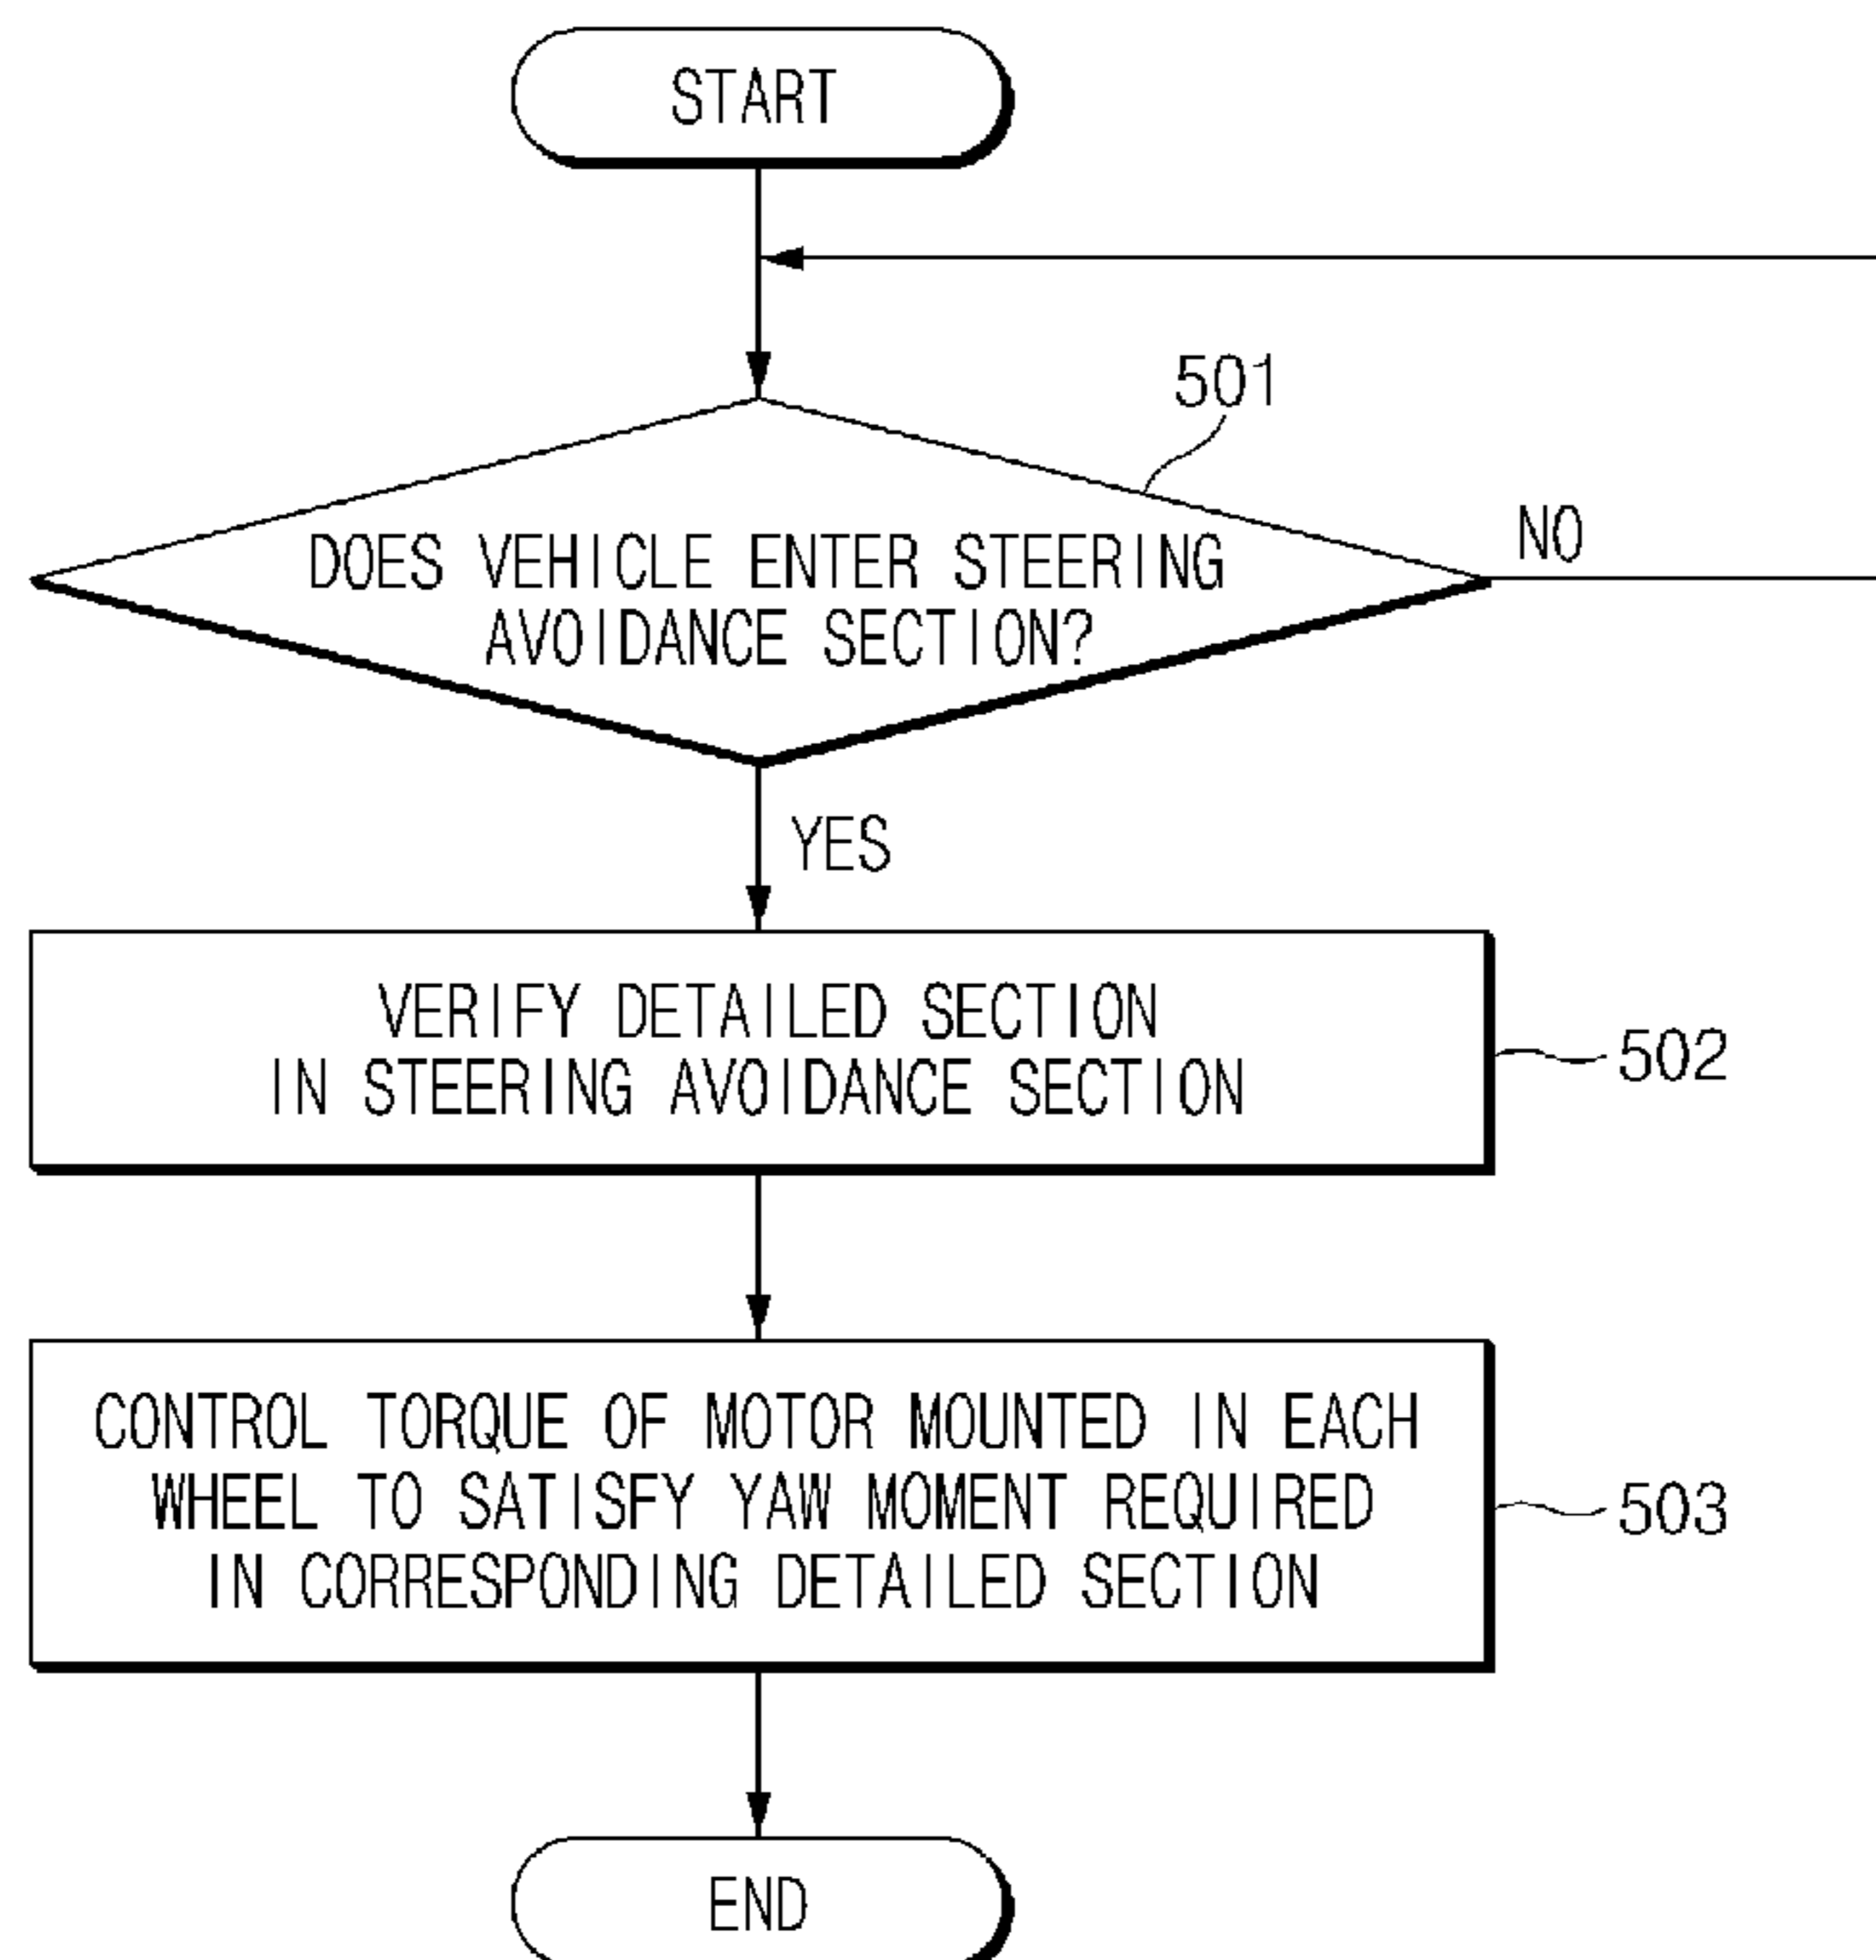 START
501
DOES VEHICLE ENTER STEERING
AVOIDANCE SECTION?
NO
YES
VERIFY DETAILED SECTION
IN STEERING AVOIDANCE SECTION
502
CONTROL TORQUE OF MOTOR MOUNTED IN EACH
WHEEL TO SATISFY YAW MOMENT REQUIRED
IN CORRESPONDING DETAILED SECTION
503
END